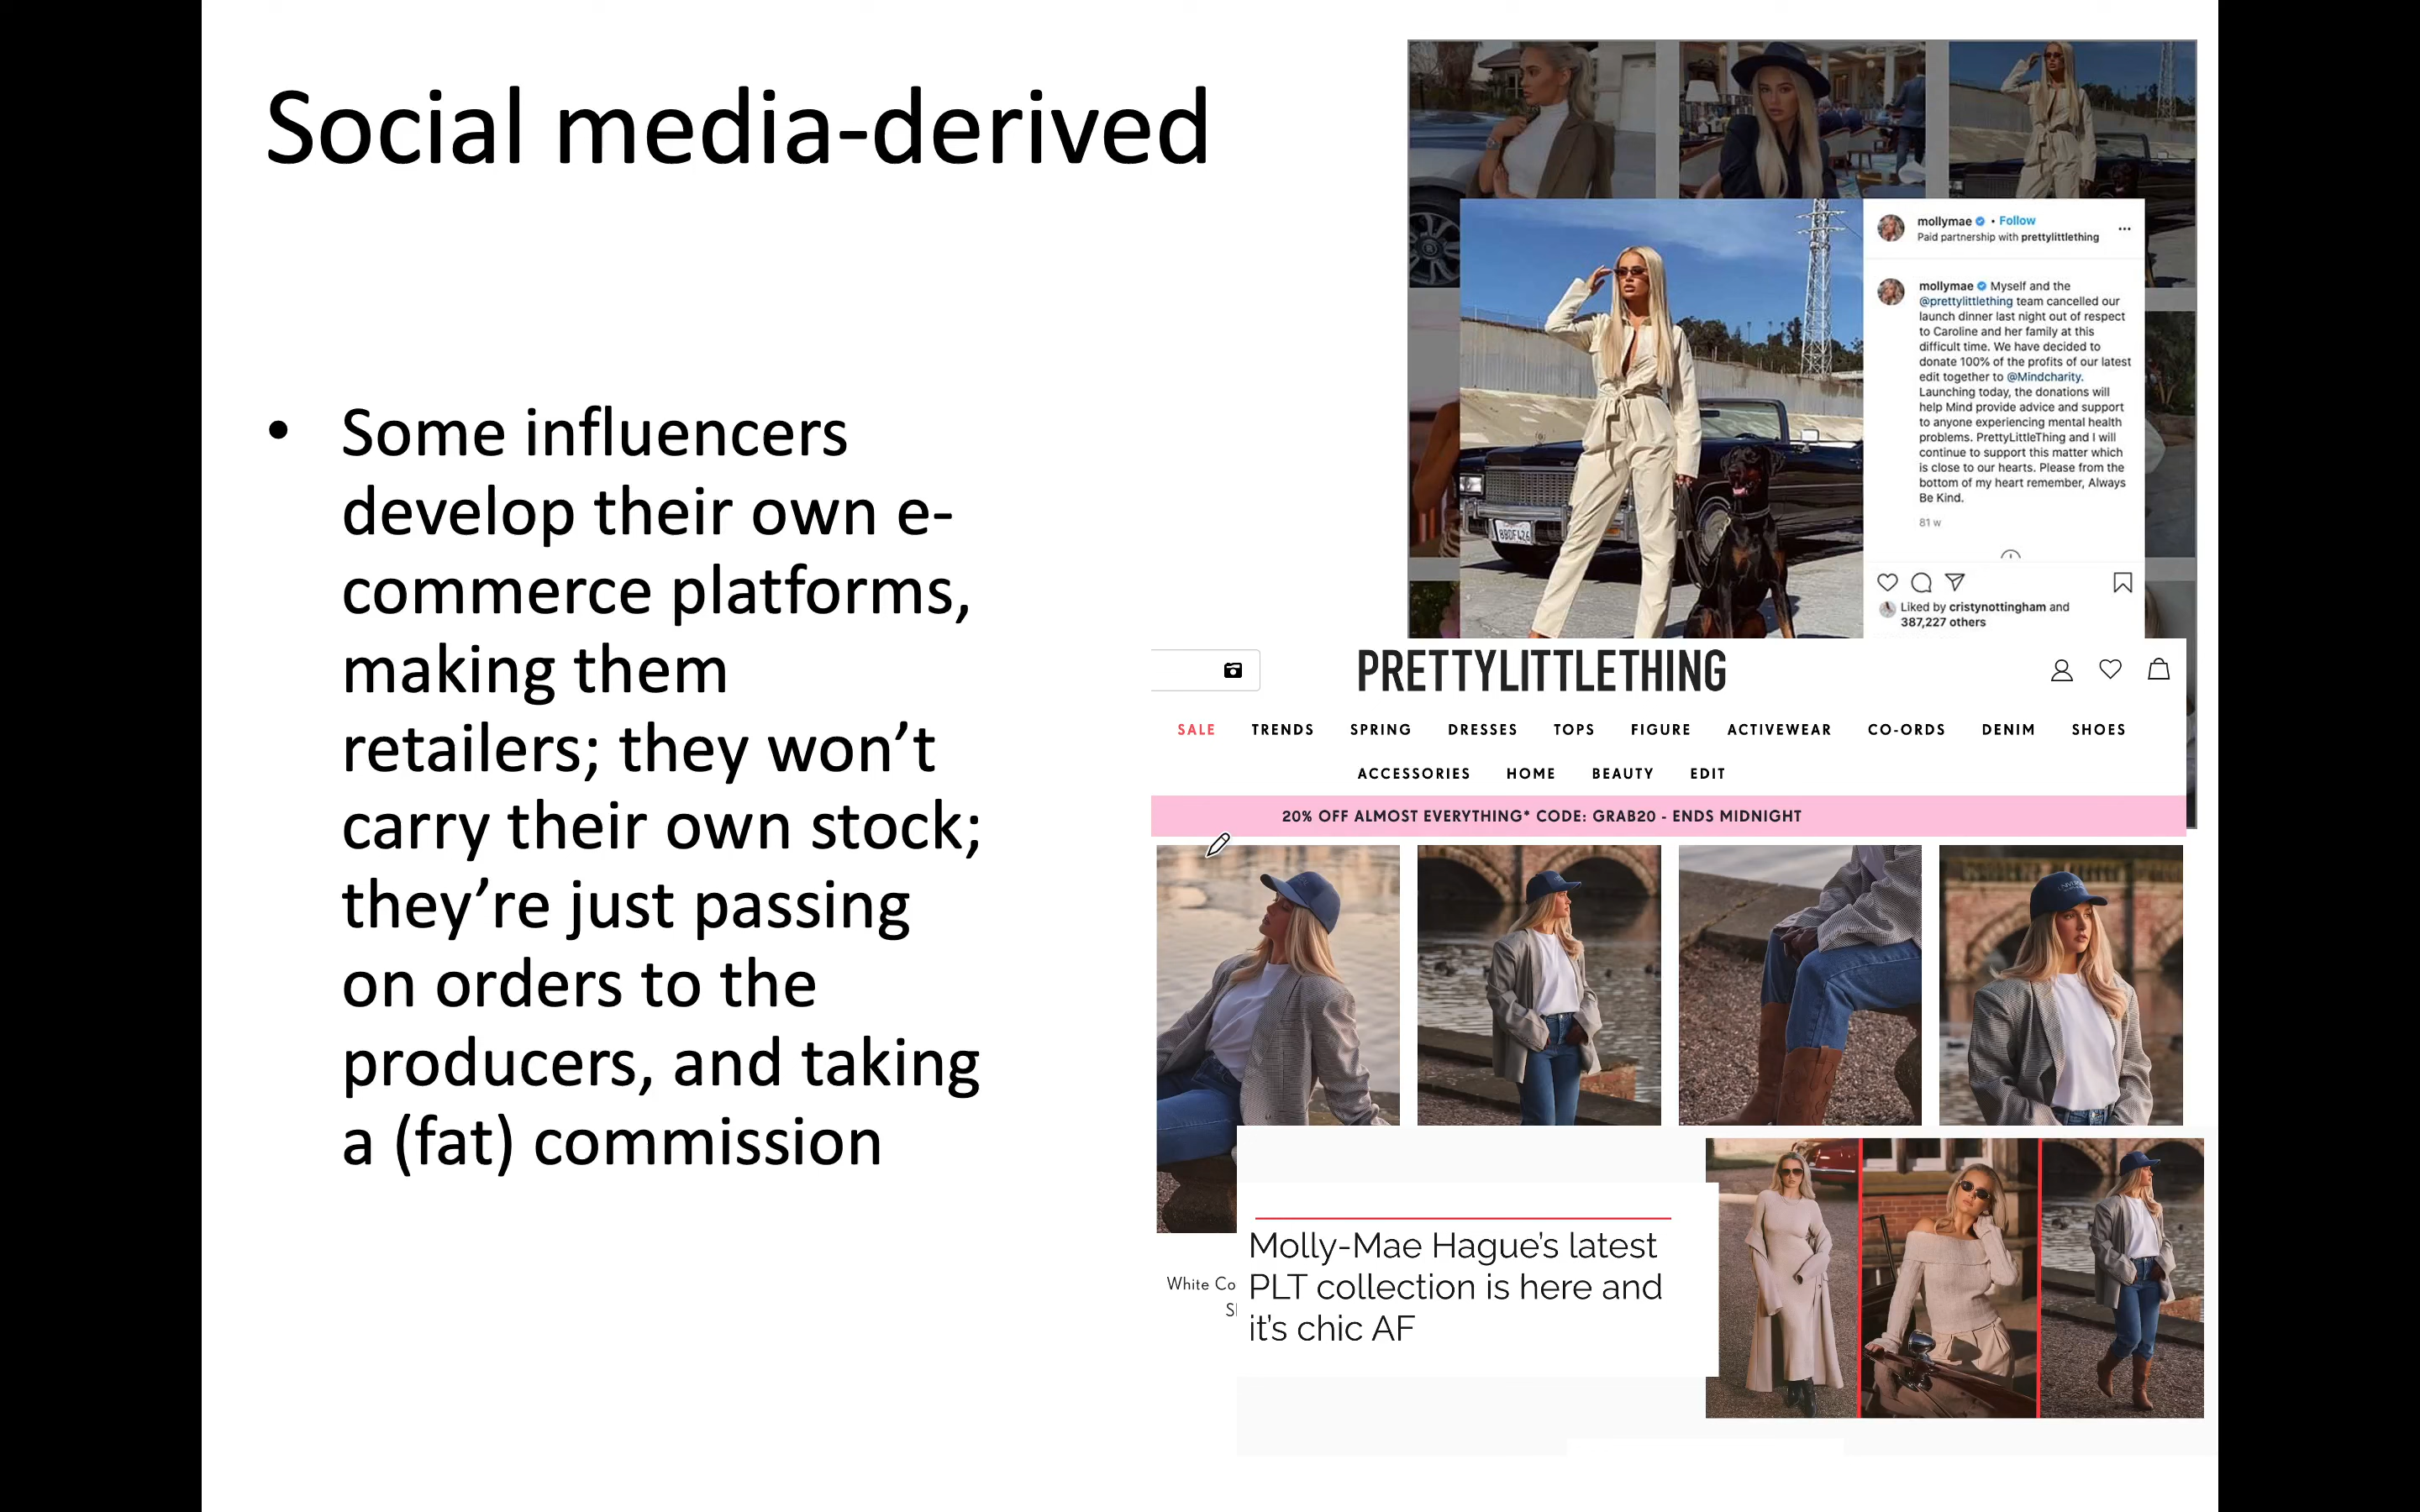 Social media-derived
• Some influencers
develop their own e-
commerce platforms,
making them
retailers; they won’t
carry their own stock;
they’re just passing
on orders to the
producers, and taking
a (fat) commission
mollymae • Follow
Paid partnership with prettylittlething
mollymae Myself and the
@prettylittlething team cancelled our
launch dinner last night out of respect
to Caroline and her family at this
difficult time. We have decided to
donate 100% of the profits of our latest
edit together to @Mindcharity.
Launching today, the donations will
help Mind provide advice and support
to anyone experiencing mental health
problems. PrettyLittleThing and I will
continue to support this matter which
is close to our hearts. Please from the
bottom of my heart remember, Always
Be Kind.
81 w
Liked by cristynottingham and
387,227 others
PRETTYLITTLETHING
SALE TRENDS SPRING DRESSES TOPS FIGURE ACTIVEWEAR CO-ORDS DENIM SHOES
ACCESSORIES HOME BEAUTY EDIT
20% OFF ALMOST EVERYTHING* CODE: GRAB20 - ENDS MIDNIGHT
White Co
Molly-Mae Hague’s latest
PLT collection is here and
it’s chic AF